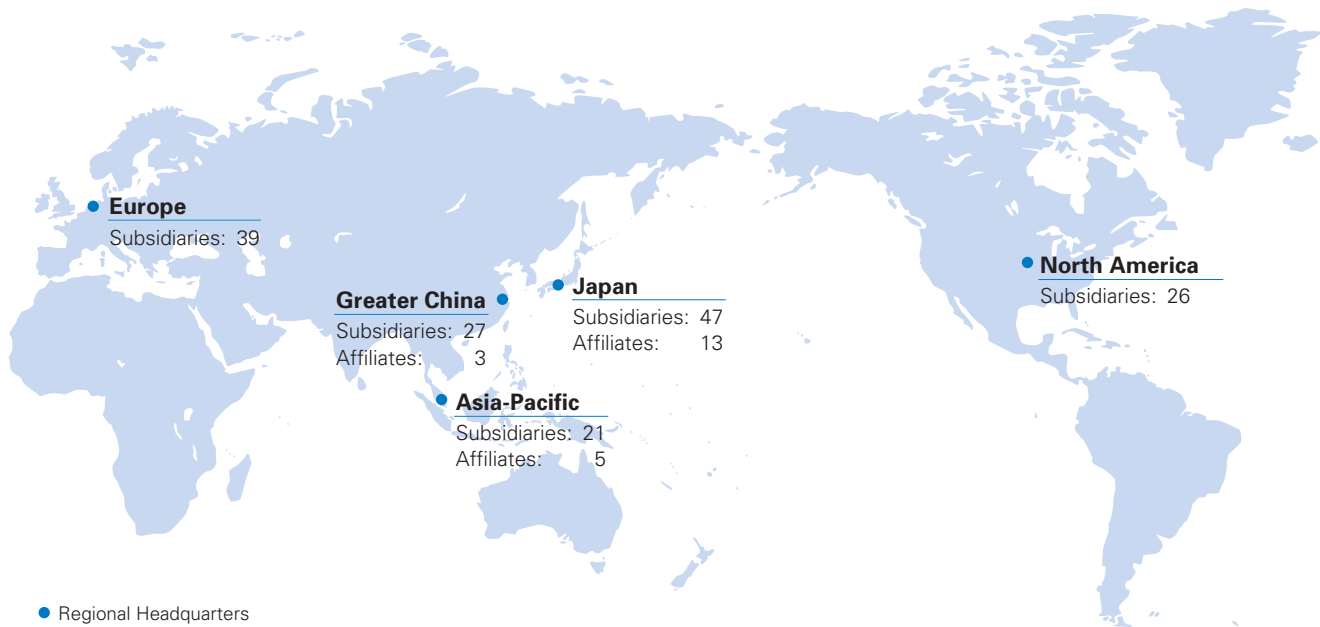 Europe
Subsidiaries: 39
Greater China
Subsidiaries: 27
Affiliates: 3
Japan
Subsidiaries: 47
Affiliates: 13
Asia-Pacific
Subsidiaries: 21
Affiliates: 5
North America
Subsidiaries: 26
Regional Headquarters